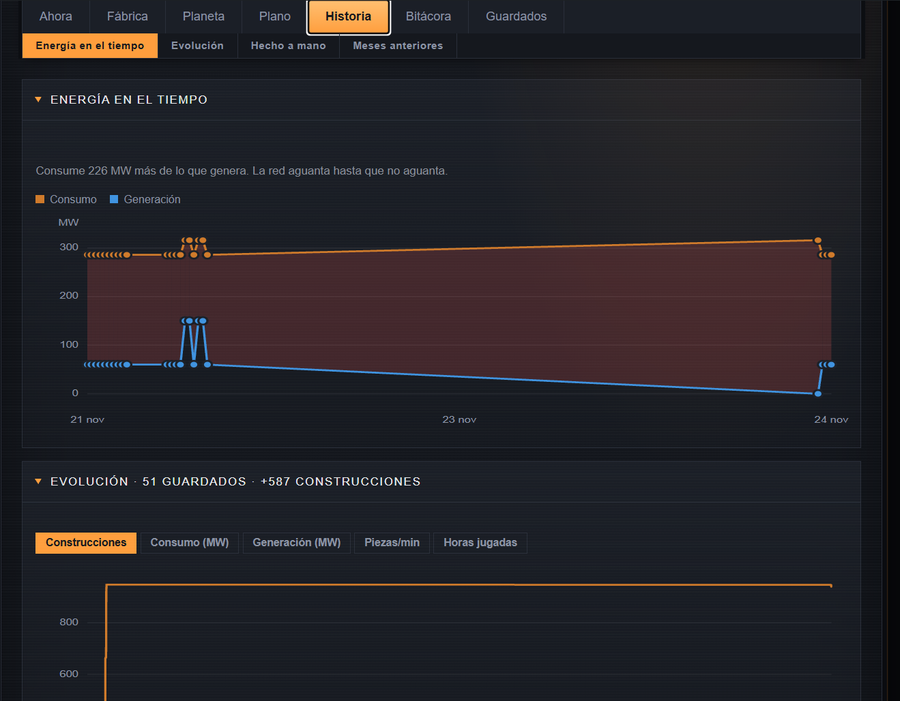 Ahora Fábrica Planeta Plano Historia Bitácora Guardados
Energía en el tiempo Evolución Hecho a mano Meses anteriores
ENERGÍA EN EL TIEMPO
Consume 226 MW más de lo que genera. La red aguanta hasta que no aguanta.
Consumo Generación
MW
300
200
100
0
21 nov 23 nov 24 nov
EVOLUCIÓN · 51 GUARDADOS · +587 CONSTRUCCIONES
Construcciones Consumo (MW) Generación (MW) Piezas/min Horas jugadas
800
600